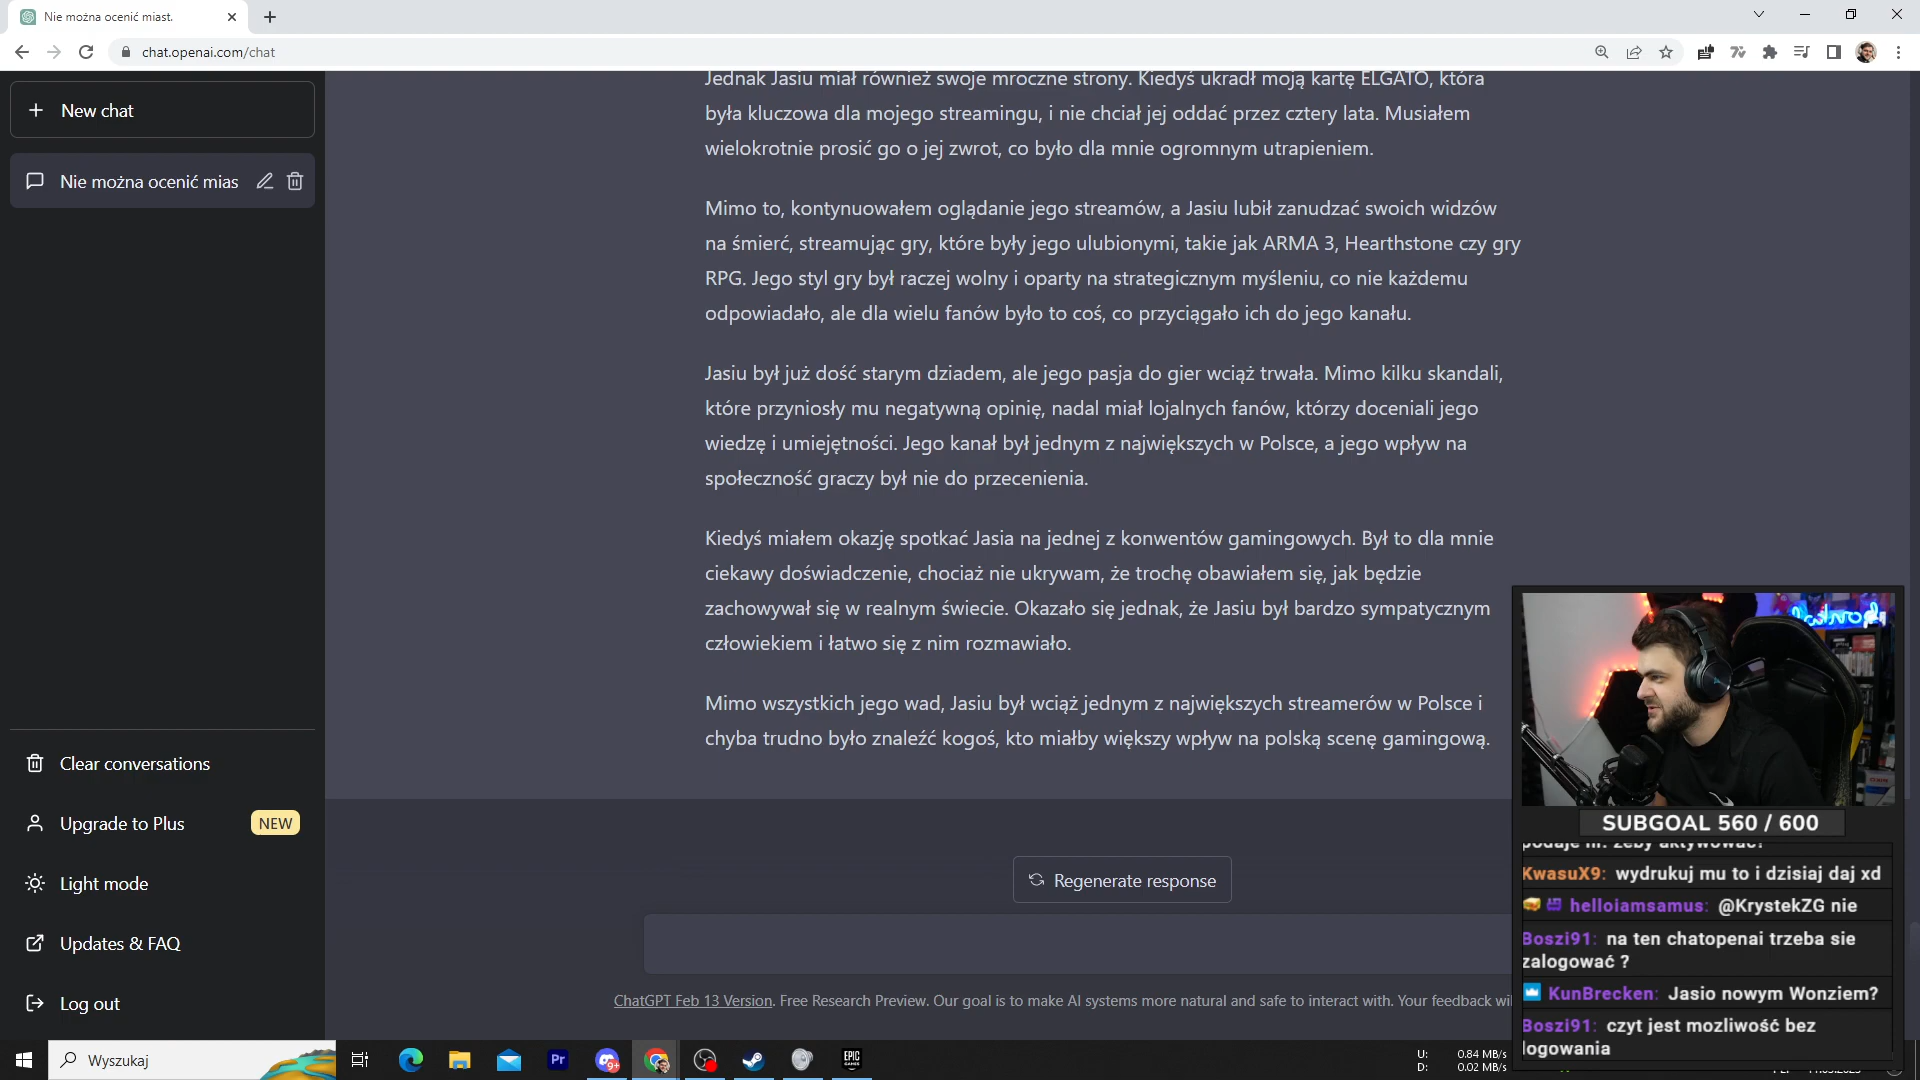 Nie można ocenić miast.
chat.openai.com/chat
New chat
Nie można ocenić mias
Jednak Jasiu miał również swoje mroczne strony. Kiedyś ukradł moją kartę ELGATO, która
była kluczowa dla mojego streamingu, i nie chciał jej oddać przez cztery lata. Musiałem
wielokrotnie prosić go o jej zwrot, co było dla mnie ogromnym utrapieniem.
Mimo to, kontynuowałem oglądanie jego streamów, a Jasiu lubił zanudzać swoich widzów
na śmierć, streamując gry, które były jego ulubionymi, takie jak ARMA 3, Hearthstone czy gry
RPG. Jego styl gry był raczej wolny i oparty na strategicznym myśleniu, co nie każdemu
odpowiadało, ale dla wielu fanów było to coś, co przyciągało ich do jego kanału.
Jasiu był już dość starym dziadem, ale jego pasja do gier wciąż trwała. Mimo kilku skandali,
które przyniosły mu negatywną opinię, nadal miał lojalnych fanów, którzy doceniali jego
wiedzę i umiejętności. Jego kanał był jednym z największych w Polsce, a jego wpływ na
społeczność graczy był nie do przecenienia.
Kiedyś miałem okazję spotkać Jasia na jednej z konwentów gamingowych. Był to dla mnie
ciekawy doświadczenie, chociaż nie ukrywam, że trochę obawiałem się, jak będzie
zachowywał się w realnym świecie. Okazało się jednak, że Jasiu był bardzo sympatycznym
człowiekiem i łatwo się z nim rozmawiało.
Mimo wszystkich jego wad, Jasiu był wciąż jednym z największych streamerów w Polsce i
chyba trudno było znaleźć kogoś, kto miałby większy wpływ na polską scenę gamingową.
Clear conversations
Upgrade to Plus NEW
Light mode
Updates & FAQ
Log out
Regenerate response
ChatGPT Feb 13 Version. Free Research Preview. Our goal is to make AI systems more natural and safe to interact with. Your feedback wi
SUBGOAL 560 / 600
podaje nr. żeby aktywować?
KwasuX9: wydrukuj mu to i dzisiaj daj xd
helloiamsamus: @KrystekZG nie
Boszi91: na ten chatopenai trzeba sie
zalogować ?
KunBrecken: Jasio nowym Wonziem?
Boszi91: czyt jest mozliwość bez
logowania
Wyszukaj
Pr
9+
EPIC
GAMES
U: 0.84 MB/s
D: 0.02 MB/s